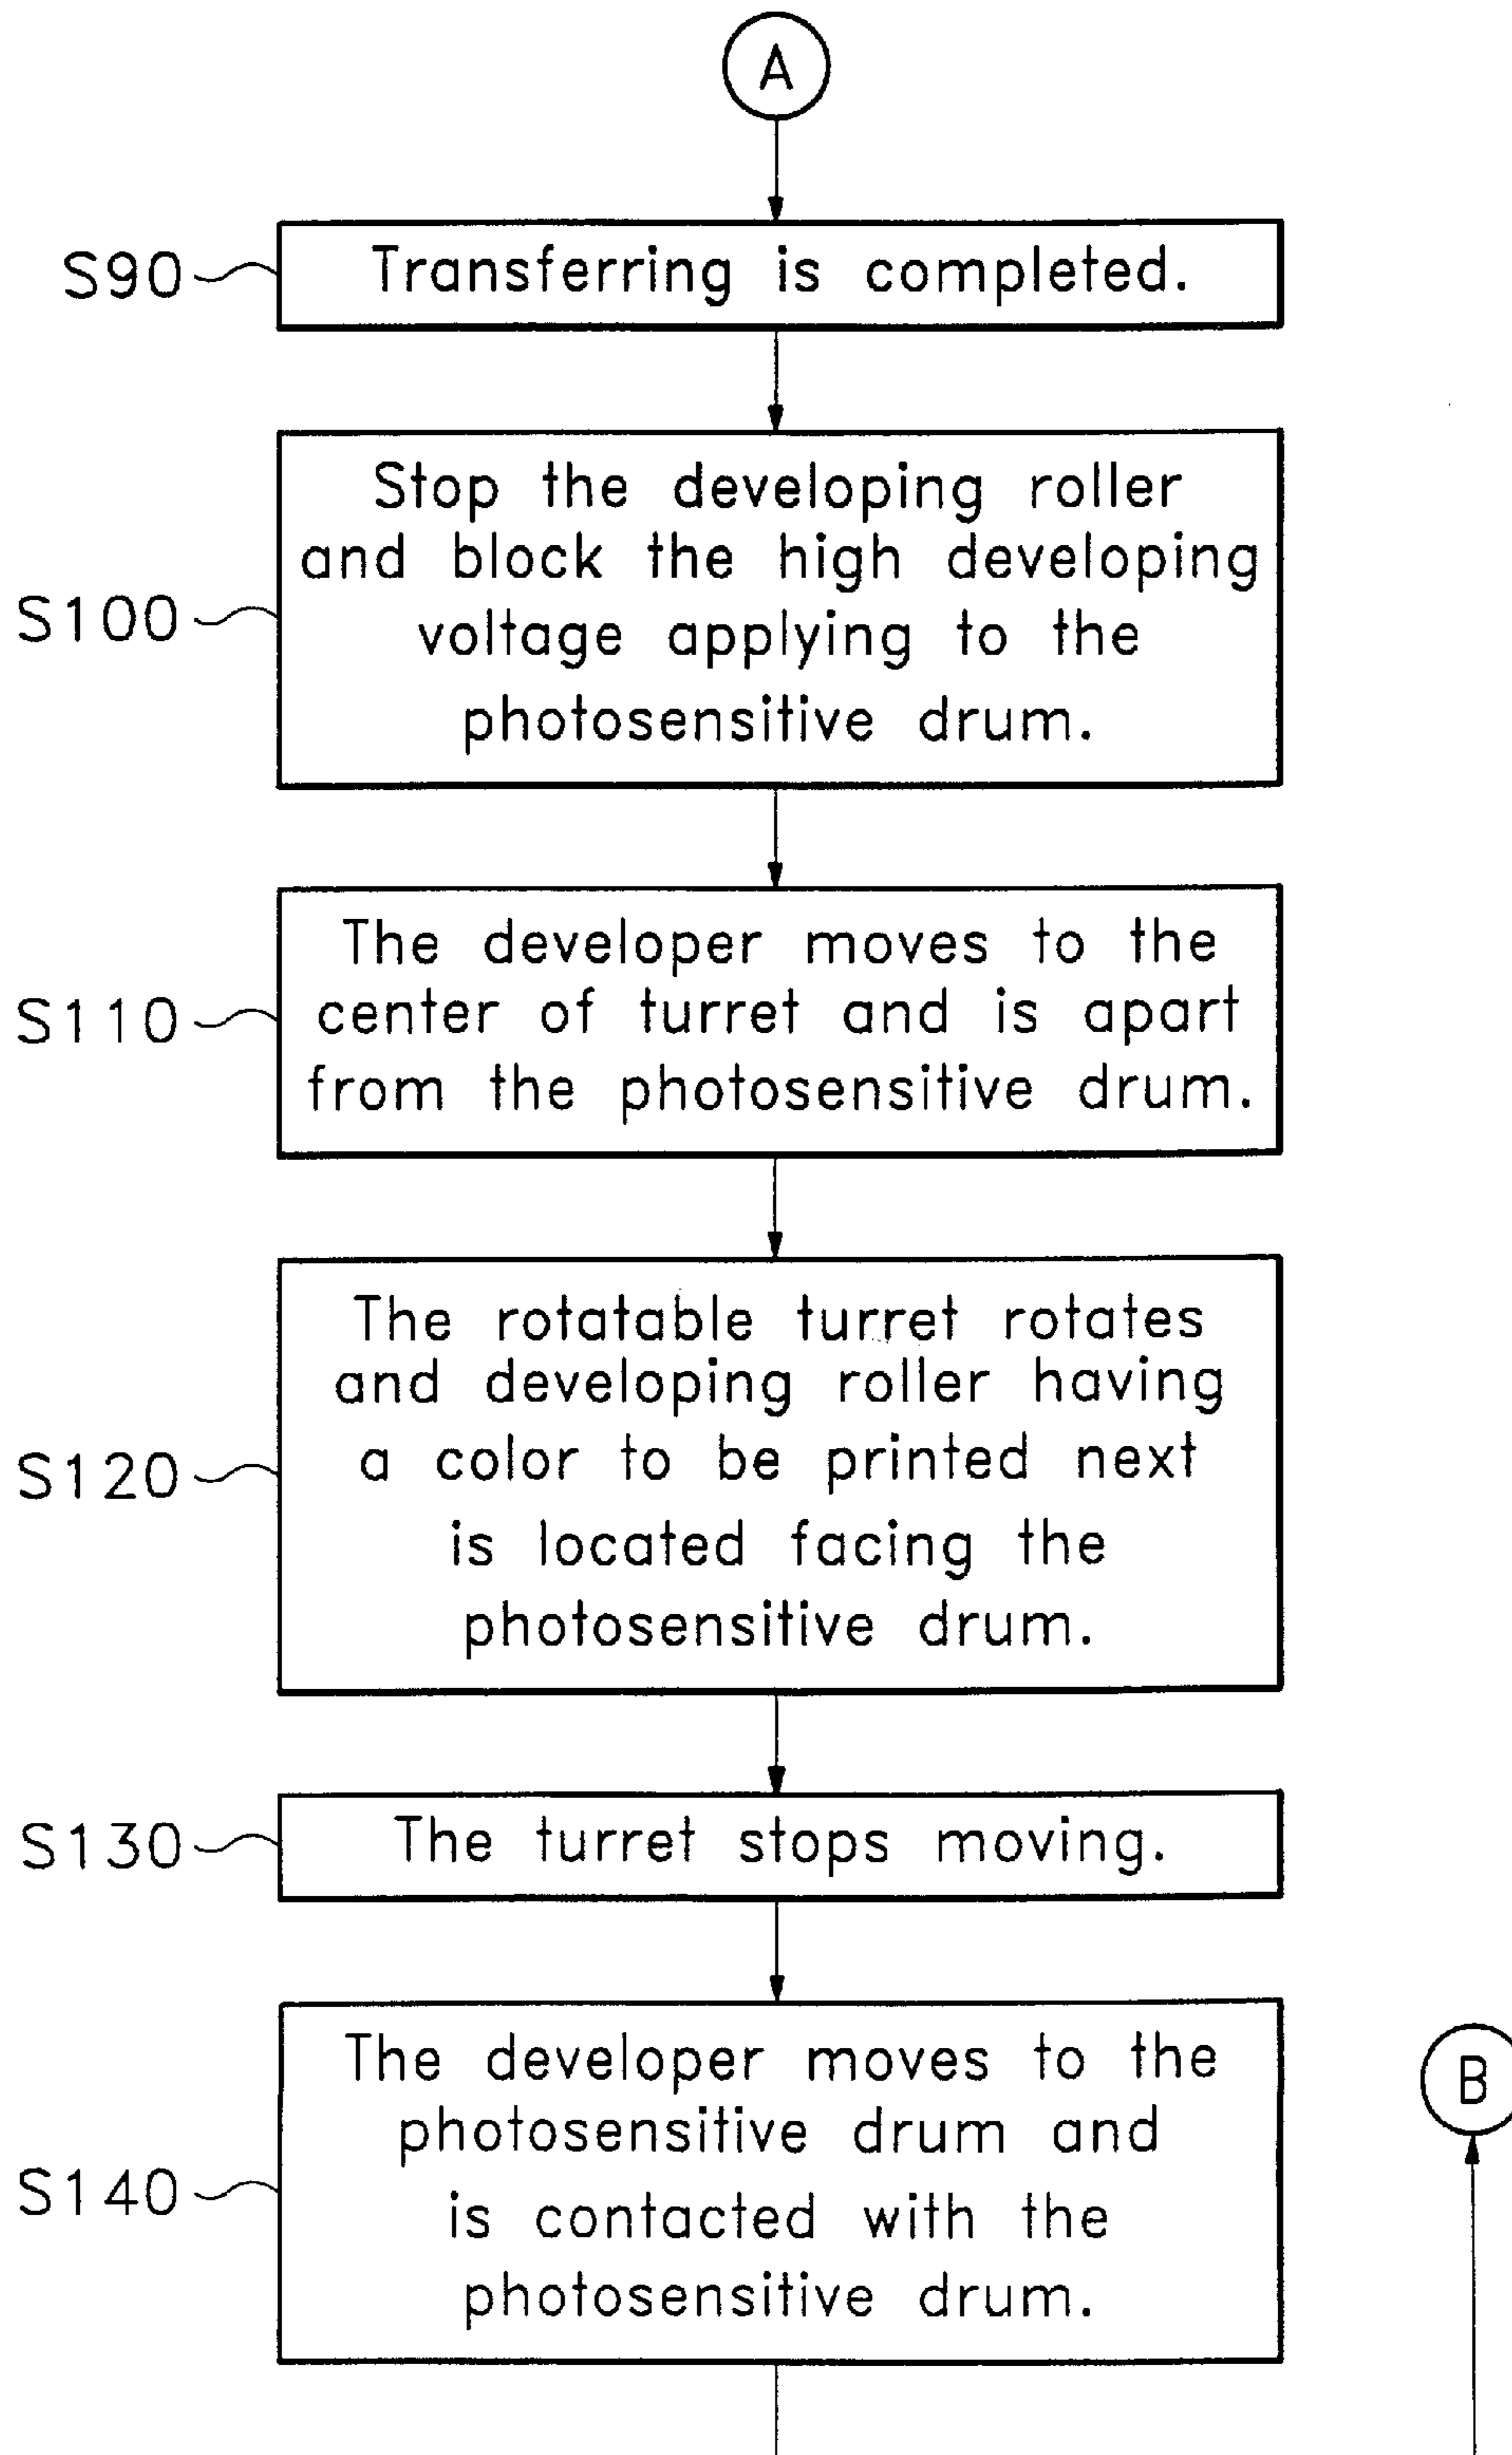 A
S90
Transferring is completed.
S100
Stop the developing roller
and block the high developing
voltage applying to the
photosensitive drum.
S110
The developer moves to the
center of turret and is apart
from the photosensitive drum.
S120
The rotatable turret rotates
and developing roller having
a color to be printed next
is located facing the
photosensitive drum.
S130
The turret stops moving.
S140
The developer moves to the
photosensitive drum and
is contacted with the
photosensitive drum.
B